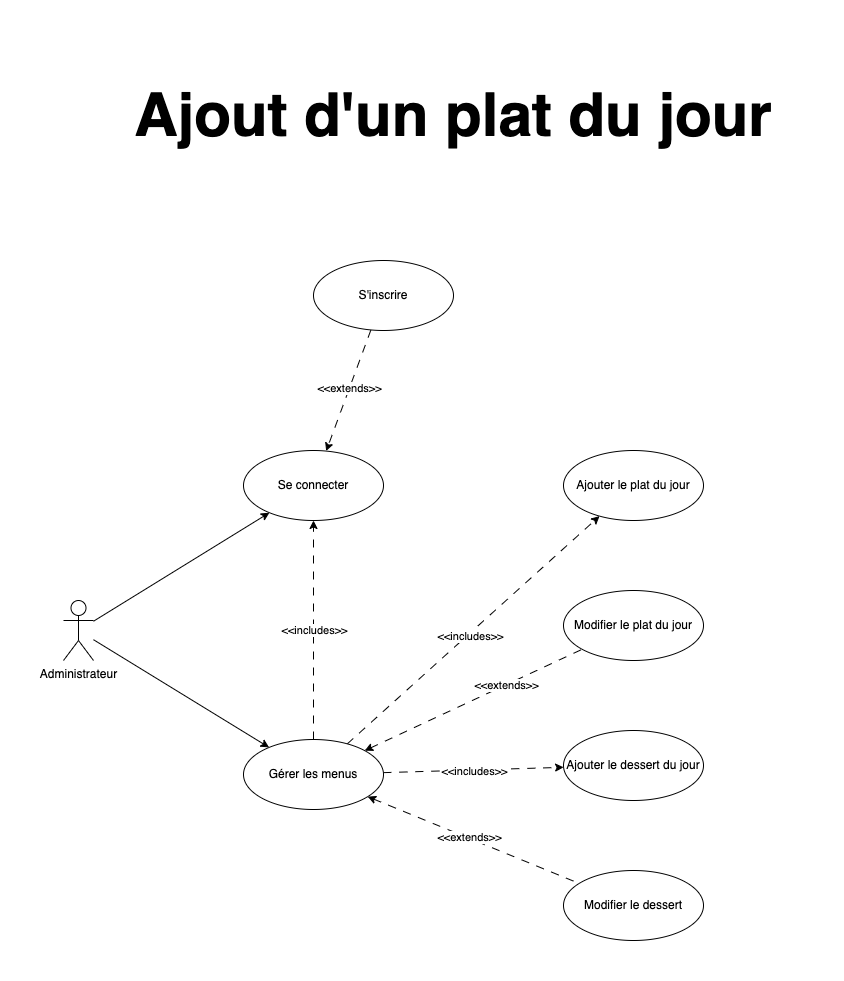 Ajout d'un plat du jour
S'inscrire
<<extends>>
Se connecter
Ajouter le plat du jour
<<includes>>
Modifier le plat du jour
<<includes>>
Administrateur
<<extends>>
Gérer les menus
<<includes>>
Ajouter le dessert du jour
<<extends>>
Modifier le dessert